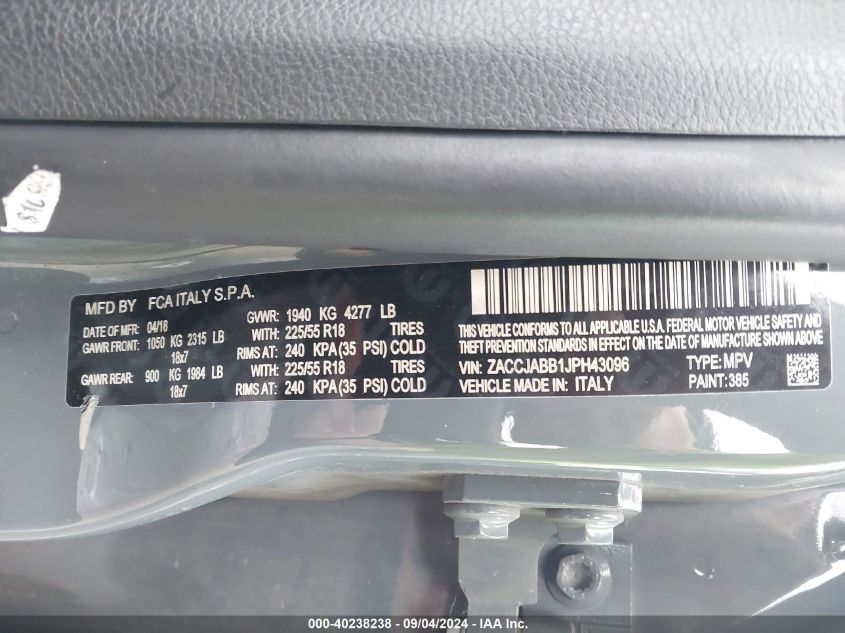 MFD BY FCA ITALY S.P.A.
DATE OF MFR 04/18 GVWR: 1940 KG 4277 LB
GAWR FRONT: 1050 KG 2315 LB WITH: 225/55 R18 TIRES
18x7 RIMS AT: 240 KPA(35 PSI) COLD
GAWR REAR: 900 KG 1984 LB WITH: 225/55 R18 TIRES
18x7 RIMS AT: 240 KPA(35 PSI) COLD
THIS VEHICLE CONFORMS TO ALL APPLICABLE U.S.A. FEDERAL MOTOR VEHICLE SAFETY AND
THEFT PREVENTION STANDARDS IN EFFECT ON THE DATE OF MANUFACTURE SHOWN ABOVE
VIN: ZACCJABB1JPH43096 TYPE: MPV
VEHICLE MADE IN: ITALY PAINT: 385
000-40238238 - 09/04/2024 - IAA Inc.